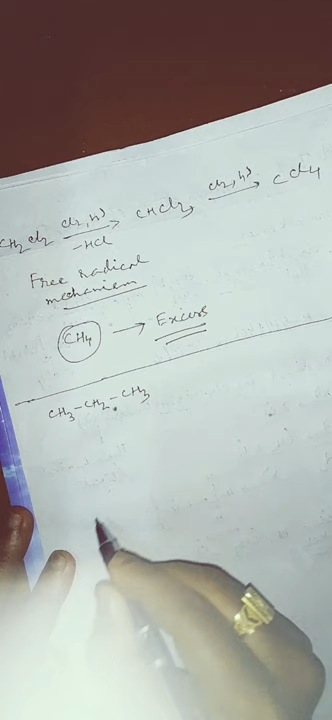 CH2Cl2 Cl2, hν → -HCl CHCl3 Cl2, hν → CCl4
Free radical
mechanism
CH4 → Excess
CH3-CH2-CH3